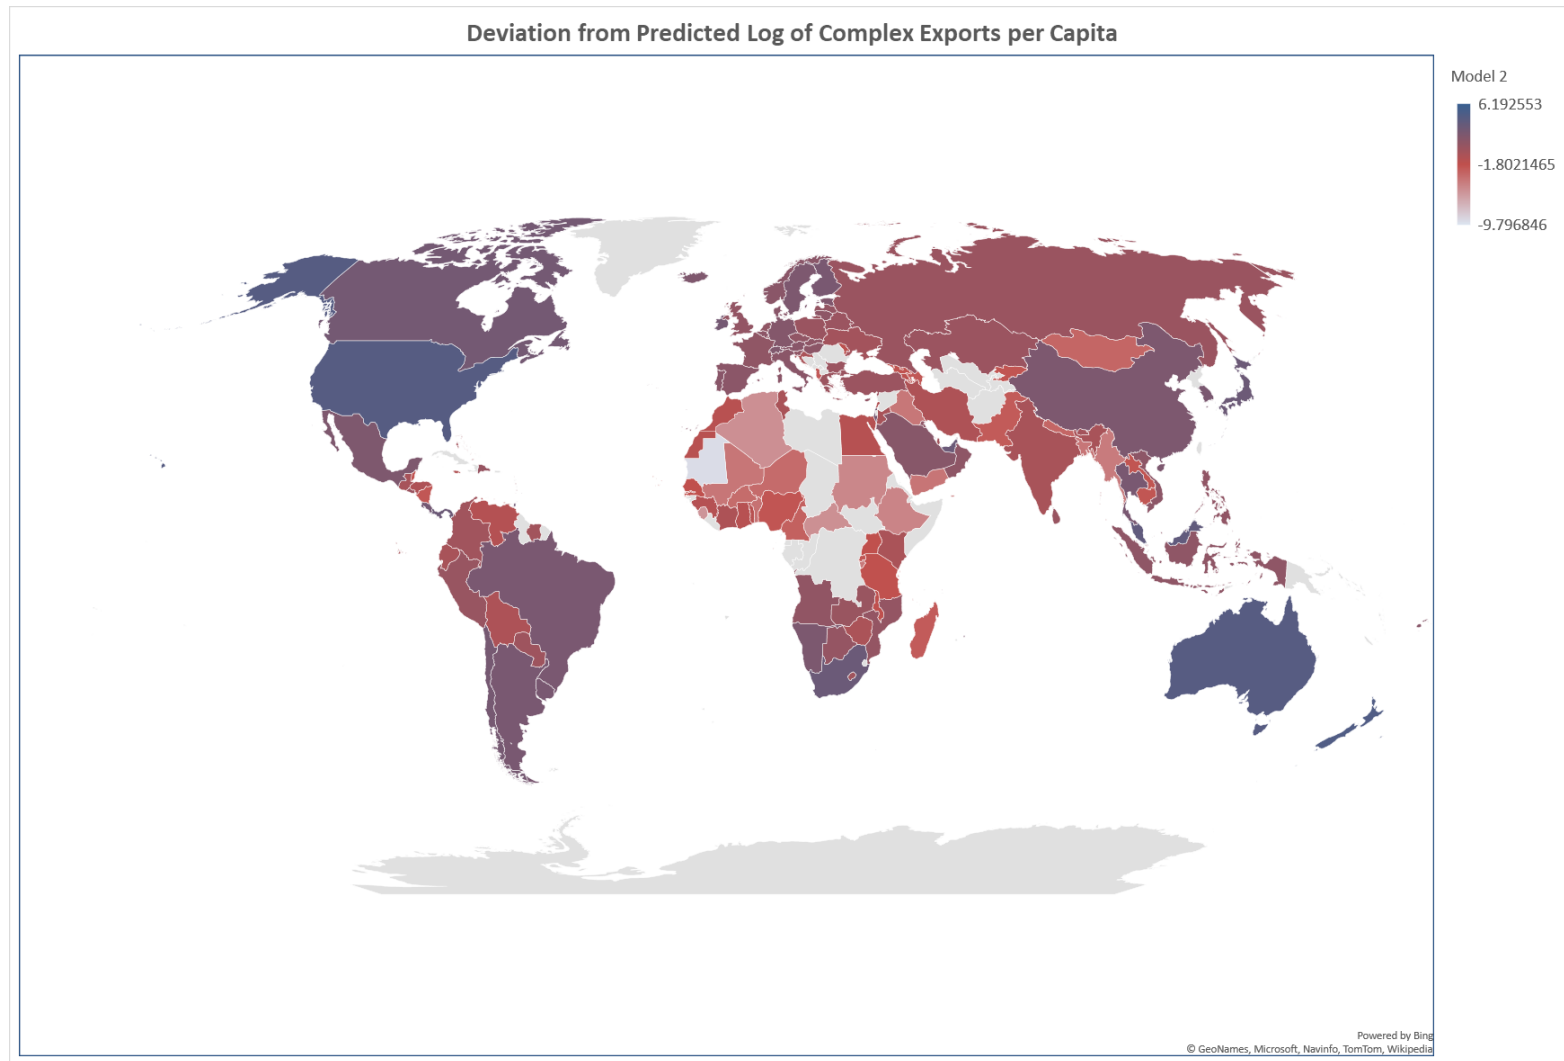 Deviation from Predicted Log of Complex Exports per Capita
Model 2
6.192553
-1.8021465
-9.796846
Powered by Bing
© GeoNames, Microsoft, Navinfo, TomTom, Wikipedia